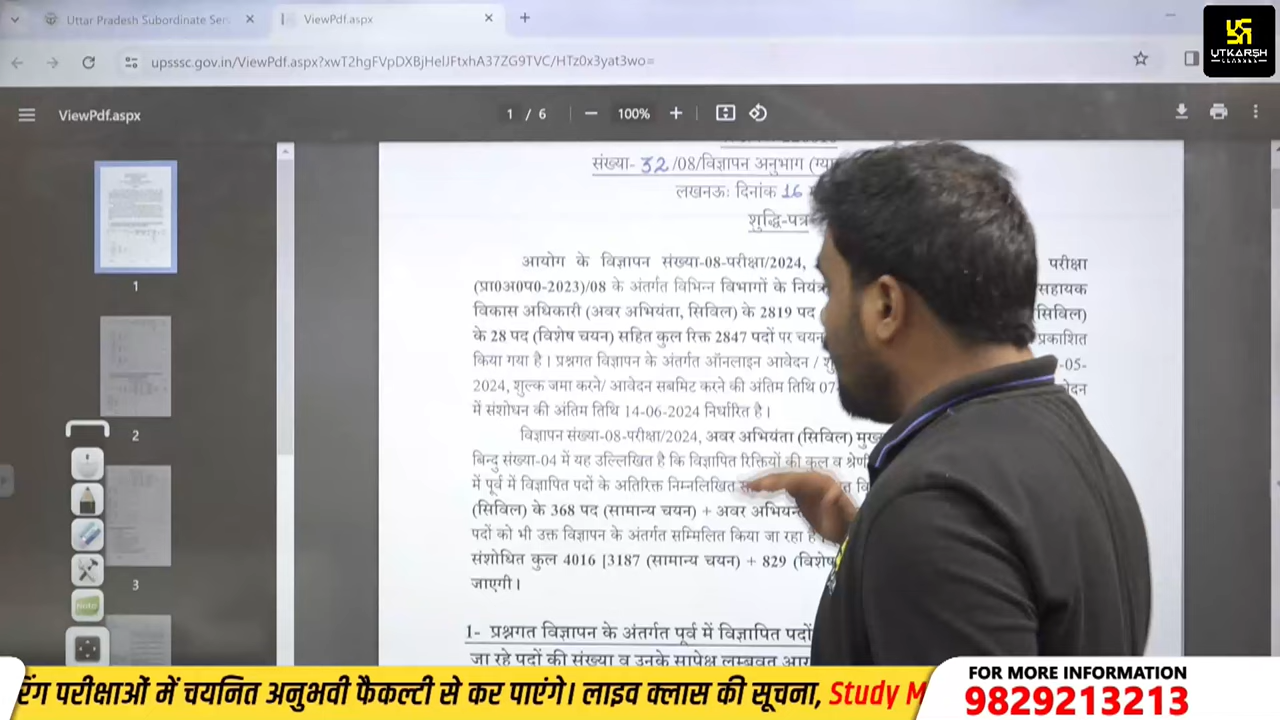 Uttar Pradesh Subordinate Ser
ViewPdf.aspx
upsssc.gov.in/ViewPdf.aspx?xwT2hgFVpDXBjHelJFtxhA37ZG9TVC/HTz0x3yat3wo=
UTKARSH
CLASSES
ViewPdf.aspx
1 / 6
100%
संख्या- 32 /08/विज्ञापन अनुभाग
लखनऊः दिनांक 16
शुद्धि-पत्र
आयोग के विज्ञापन संख्या-08-परीक्षा/2024, परीक्षा
(प्रा0अ0प0-2023)/08 के अंतर्गत विभिन्न विभागों के सहायक
विकास अधिकारी (अवर अभियंता, सिविल) के 2819 पद (सिविल)
के 28 पद (विशेष चयन) सहित कुल रिक्त 2847 पदों पर चयन प्रकाशित
किया गया है। प्रश्नगत विज्ञापन के अंतर्गत ऑनलाइन आवेदन / -05-
2024, शुल्क जमा करने/ आवेदन सबमिट करने की अंतिम तिथि 07
में संशोधन की अंतिम तिथि 14-06-2024 निर्धारित है।
विज्ञापन संख्या-08-परीक्षा/2024, अवर अभियंता (सिविल)
बिन्दु संख्या-04 में यह उल्लिखित है कि विज्ञापित रिक्तियों की कुल व
में पूर्व में विज्ञापित पदों के अतिरिक्त निम्नलिखित
(सिविल) के 368 पद (सामान्य चयन) + अवर
पदों को भी उक्त विज्ञापन के अंतर्गत सम्मिलित किया जा रहा है
संशोधित कुल 4016 [3187 (सामान्य चयन) + 829 (विशेष
जाएगी।
1- प्रश्नगत विज्ञापन के अंतर्गत पूर्व में विज्ञापित पदों
जा रहे पदों की संख्या व उनके सापेक्ष लम्बवत
1
2
3
note
परीक्षाओं में चयनित अनुभवी फैकल्टी से कर पाएंगे। लाइव क्लास की सूचना, Study M
FOR MORE INFORMATION
9829213213